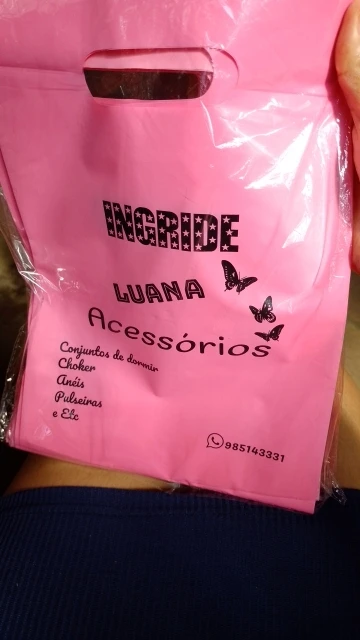 INGRIDE
LUANA
Acessórios
Conjuntos de dormir
Choker
Anéis
Pulseiras
e Etc
985143331